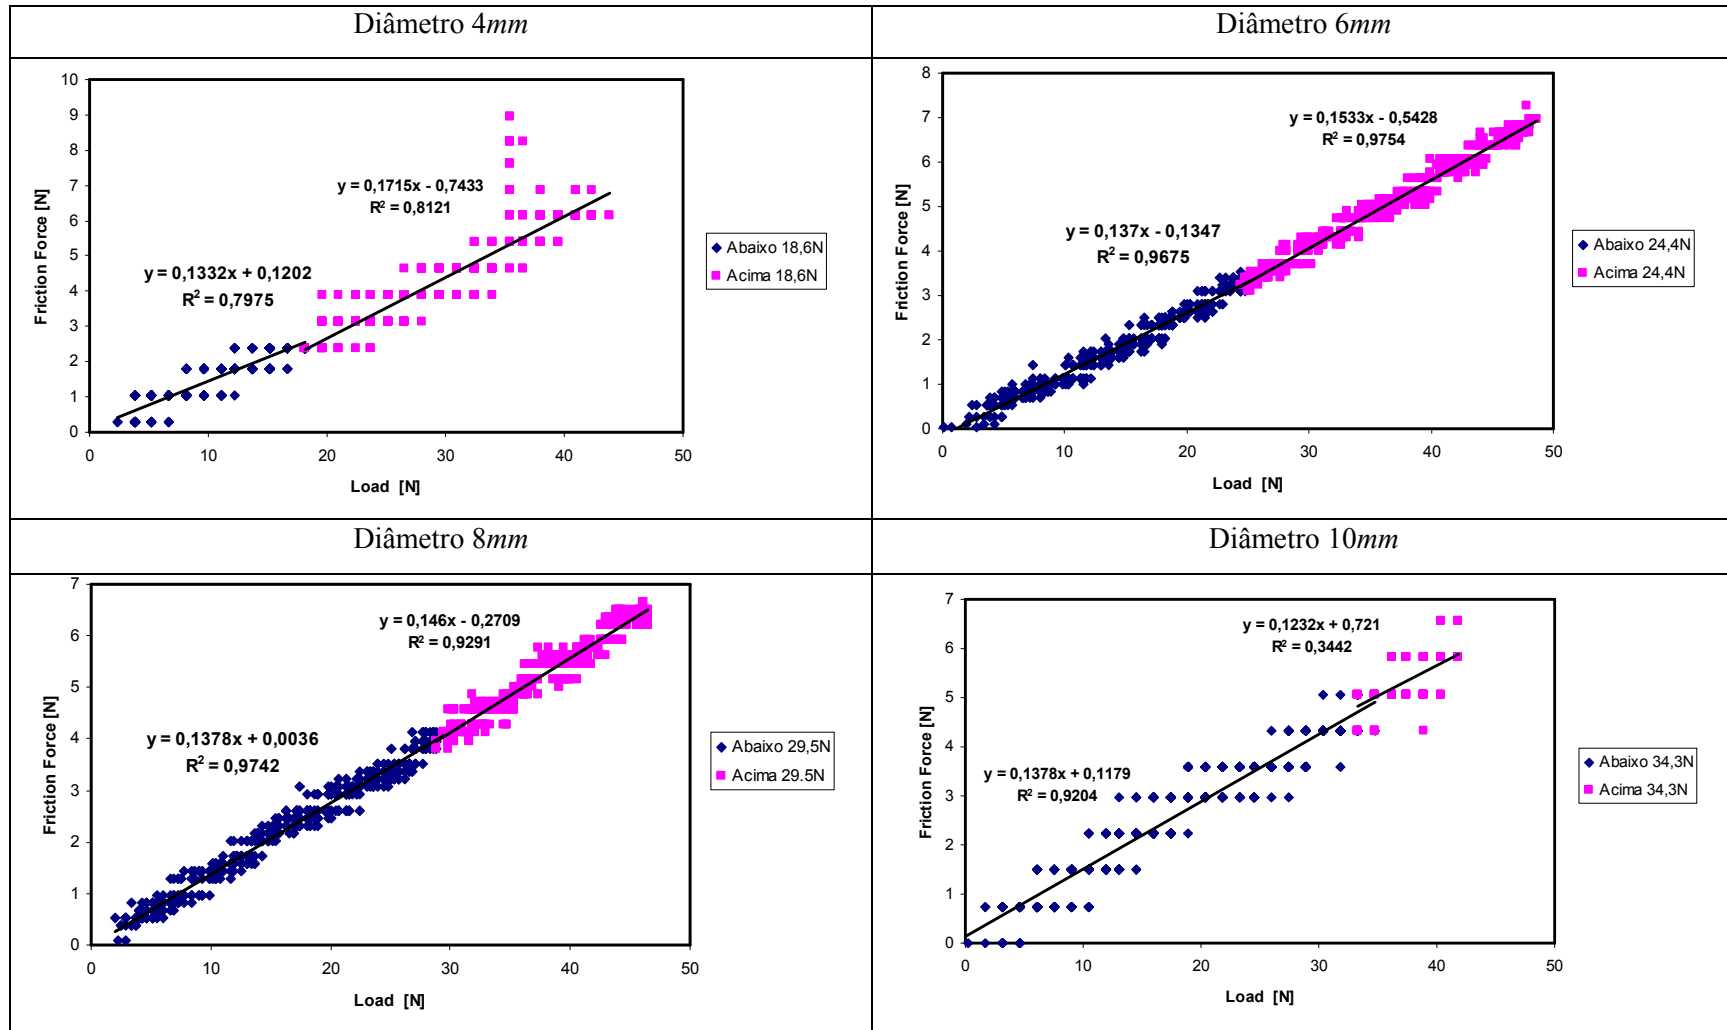 Diâmetro 4mm
10
9
8
7
6
5
4
3
2
1
0
Friction Force [N]
y = 0,1715x - 0,7433
R² = 0,8121
y = 0,1332x + 0,1202
R² = 0,7975
0 10 20 30 40 50
Load [N]
Abaixo 18,6N
Acima 18,6N
Diâmetro 6mm
8
7
6
5
4
3
2
1
0
Friction Force [N]
y = 0,1533x - 0,5428
R² = 0,9754
y = 0,137x - 0,1347
R² = 0,9675
0 10 20 30 40 50
Load [N]
Abaixo 24,4N
Acima 24,4N
Diâmetro 8mm
7
6
5
4
3
2
1
0
Friction Force [N]
y = 0,146x - 0,2709
R² = 0,9291
y = 0,1378x + 0,0036
R² = 0,9742
0 10 20 30 40 50
Load [N]
Abaixo 29,5N
Acima 29.5N
Diâmetro 10mm
7
6
5
4
3
2
1
0
Friction Force [N]
y = 0,1232x + 0,721
R² = 0,3442
y = 0,1378x + 0,1179
R² = 0,9204
0 10 20 30 40 50
Load [N]
Abaixo 34,3N
Acima 34,3N